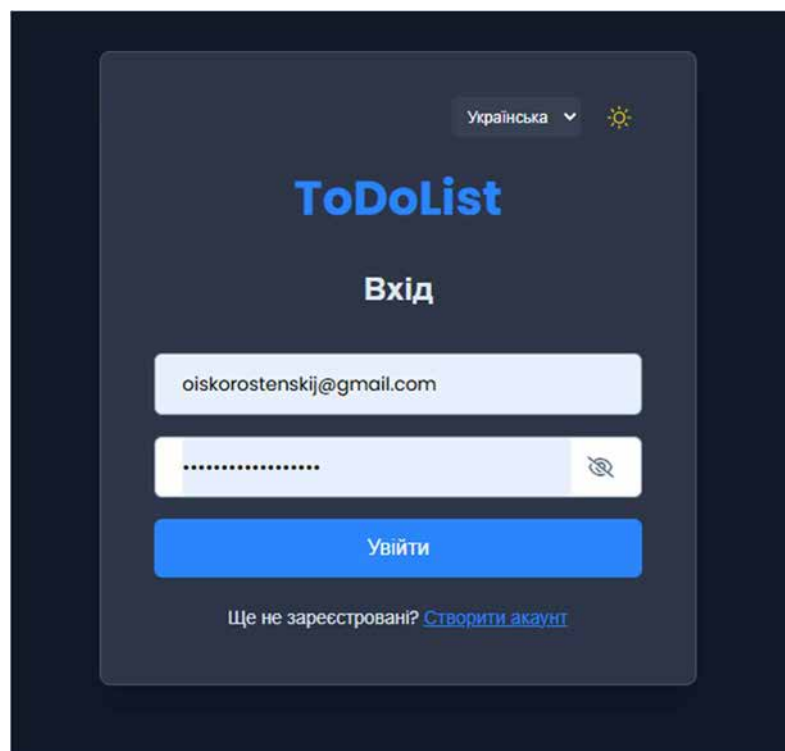 Українська
ToDoList
Вхід
oiskorostenskij@gmail.com
••••••••••••••••••
Увійти
Ще не зареєстровані? Створити акаунт